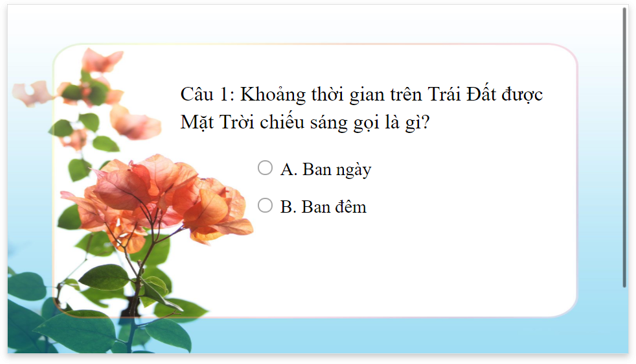 Câu 1: Khoảng thời gian trên Trái Đất được
Mặt Trời chiếu sáng gọi là gì?
A. Ban ngày
B. Ban đêm